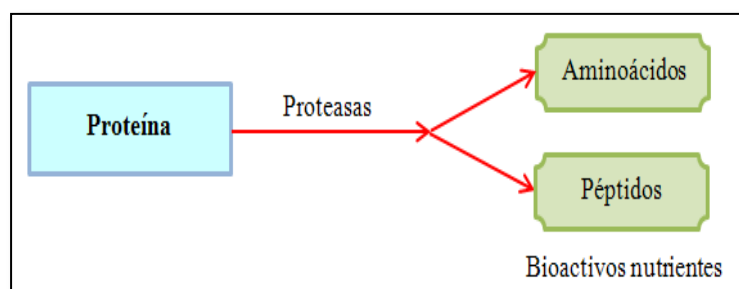 Proteína
Proteasas
Aminoácidos
Péptidos
Bioactivos nutrientes